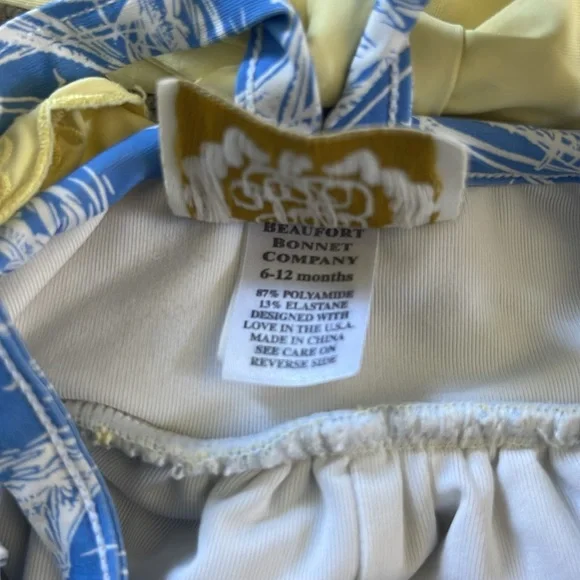 BEAUFORT
BONNET
COMPANY
6-12 months
87% POLYAMIDE
13% ELASTANE
DESIGNED WITH
LOVE IN THE U.S.A.
MADE IN CHINA
SEE CARE ON
REVERSE SIDE